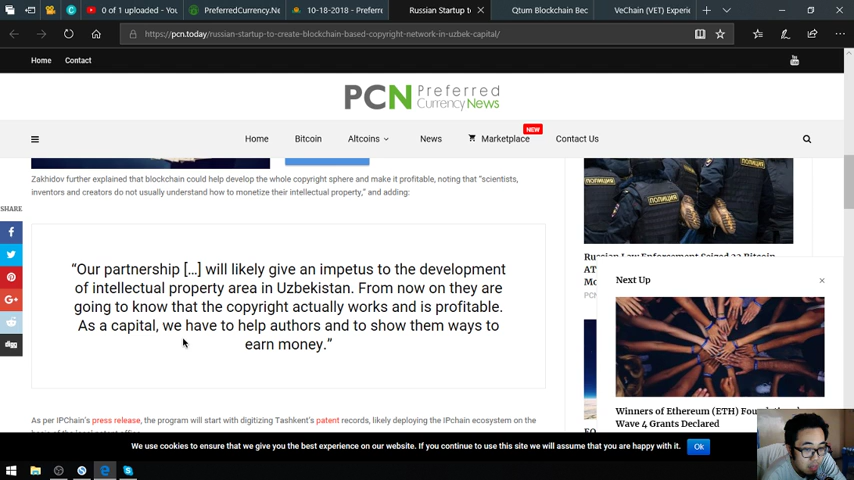 0 of 1 uploaded - You
PreferredCurrency.Ne
10-18-2018 - Preferre
Russian Startup to
Qtum Blockchain Bec
VeChain (VET) Experie
https://pcn.today/russian-startup-to-create-blockchain-based-copyright-network-in-uzbek-capital/
Home Contact
PCN Preferred
Currency News
NEW
Home Bitcoin Altcoins News Marketplace Contact Us
Zakhidov further explained that blockchain could help develop the whole copyright sphere and make it profitable, noting that “scientists,
inventors and creators do not usually understand how to monetize their intellectual property,” and adding:
SHARE
“Our partnership [...] will likely give an impetus to the development
of intellectual property area in Uzbekistan. From now on they are
going to know that the copyright actually works and is profitable.
As a capital, we have to help authors and to show them ways to
earn money.”
As per IPChain's press release, the program will start with digitizing Tashkent's patent records, likely deploying the IPchain ecosystem on the
G+
digg
ПОЛИЦИЯ
ПОЛИЦИЯ
Russian Law Enforcement Seized 22 Bitcoin
AT
Mo
PCN
Next Up
Winners of Ethereum (ETH)
Wave 4 Grants Declared
We use cookies to ensure that we give you the best experience on our website. If you continue to use this site we will assume that you are happy with it.
Ok